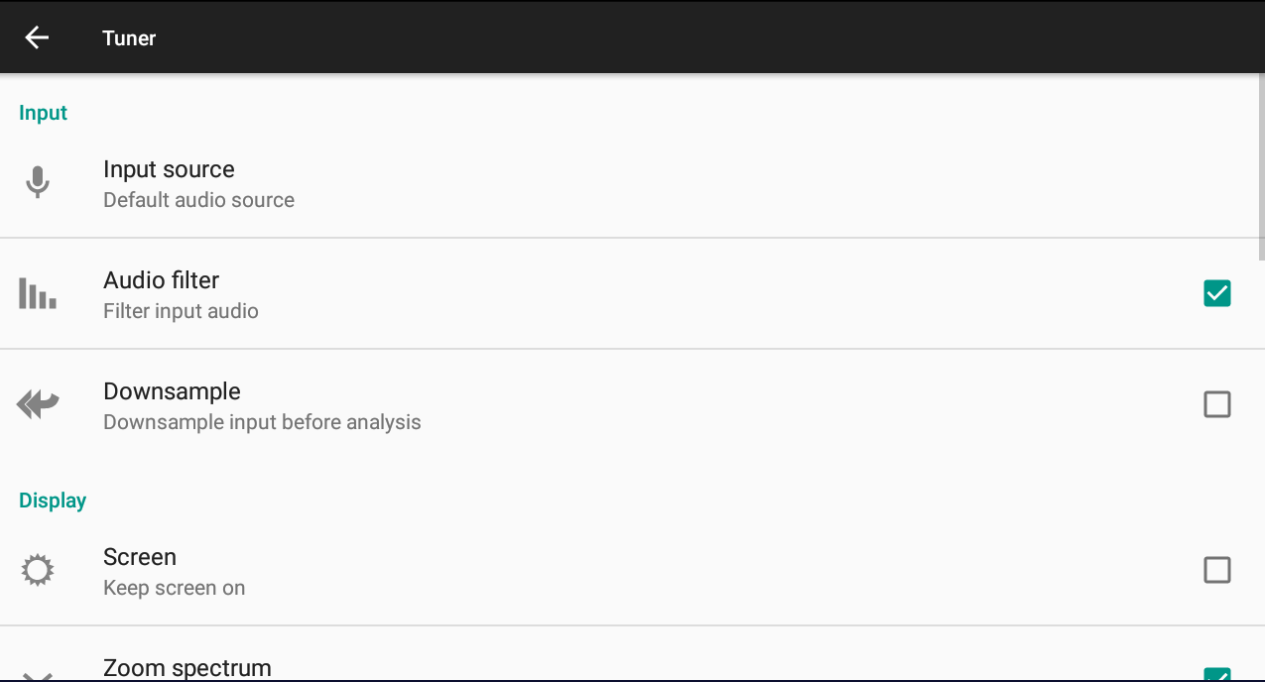 Tuner
Input
Input source
Default audio source
Audio filter
Filter input audio
Downsample
Downsample input before analysis
Display
Screen
Keep screen on
Zoom spectrum